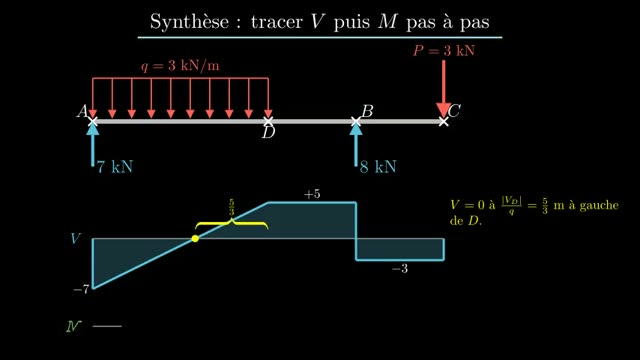 Synthèse : tracer V puis M pas à pas
P = 3 kN
q = 3 kN/m
A
B
C
D
7 kN
8 kN
5/3
+5
V = 0 à |V_D|/q = 5/3 m à gauche
de D.
V
−3
−7